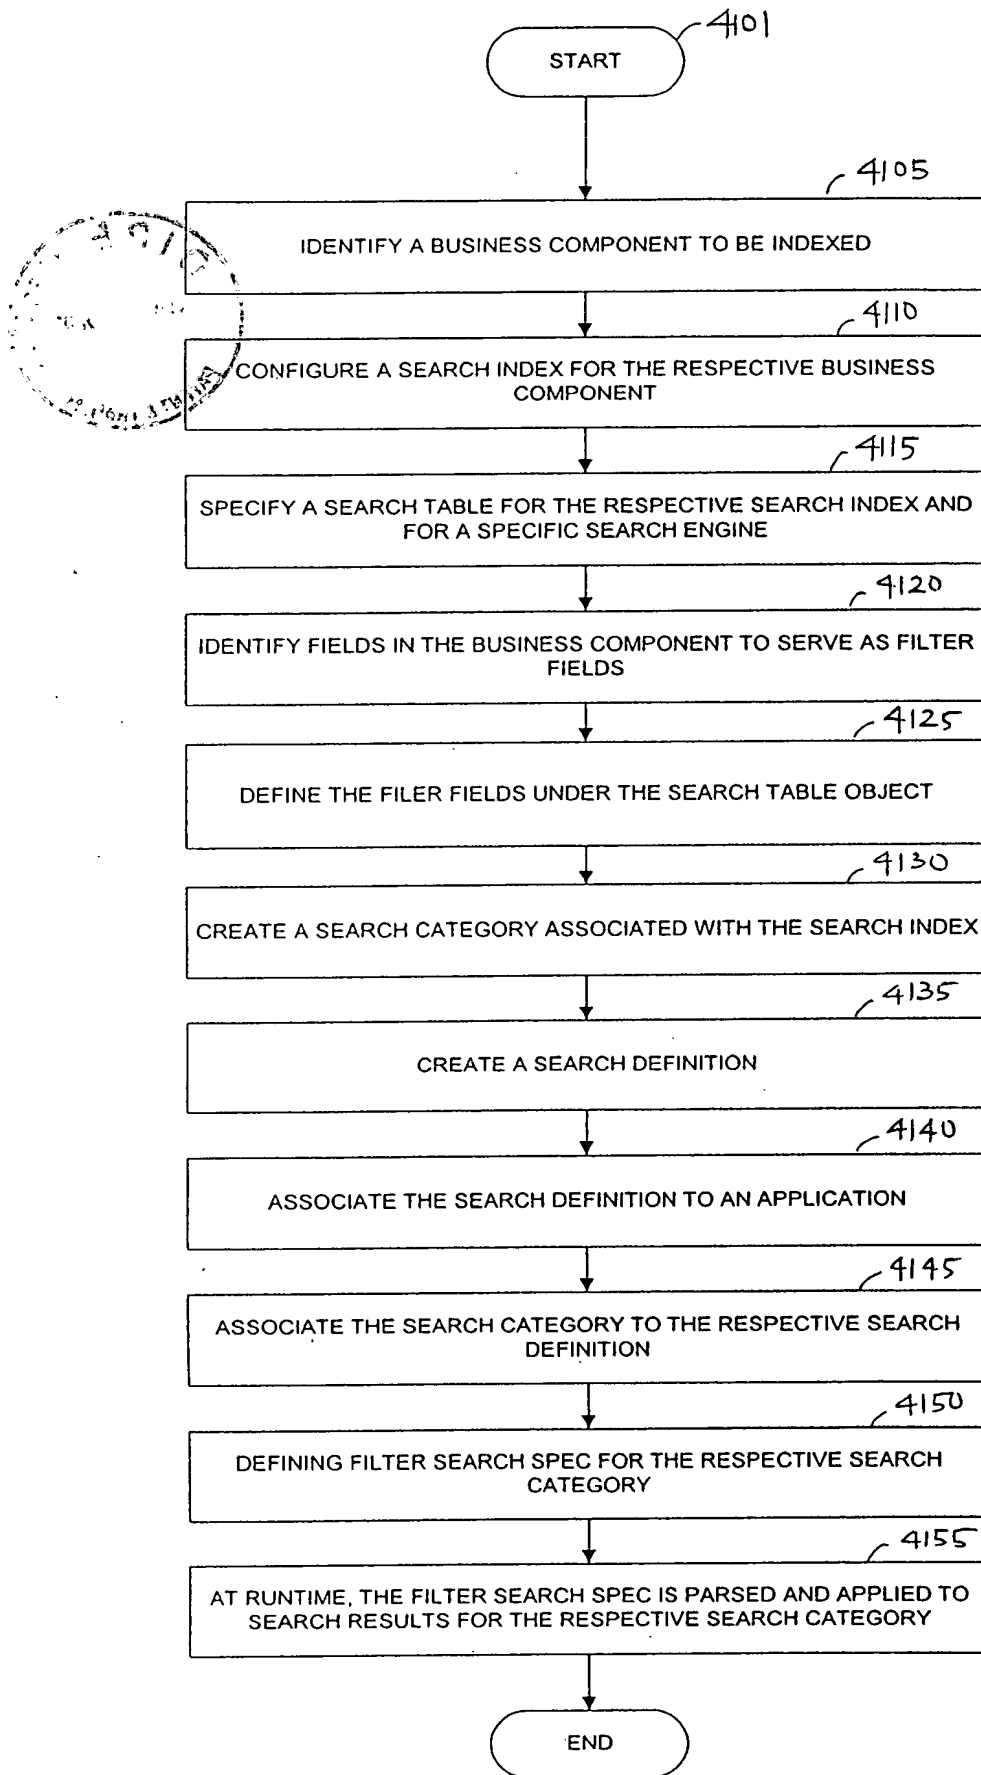 4101
START
4105
IDENTIFY A BUSINESS COMPONENT TO BE INDEXED
4110
CONFIGURE A SEARCH INDEX FOR THE RESPECTIVE BUSINESS
COMPONENT
4115
SPECIFY A SEARCH TABLE FOR THE RESPECTIVE SEARCH INDEX AND
FOR A SPECIFIC SEARCH ENGINE
4120
IDENTIFY FIELDS IN THE BUSINESS COMPONENT TO SERVE AS FILTER
FIELDS
4125
DEFINE THE FILER FIELDS UNDER THE SEARCH TABLE OBJECT
4130
CREATE A SEARCH CATEGORY ASSOCIATED WITH THE SEARCH INDEX
4135
CREATE A SEARCH DEFINITION
4140
ASSOCIATE THE SEARCH DEFINITION TO AN APPLICATION
4145
ASSOCIATE THE SEARCH CATEGORY TO THE RESPECTIVE SEARCH
DEFINITION
4150
DEFINING FILTER SEARCH SPEC FOR THE RESPECTIVE SEARCH
CATEGORY
4155
AT RUNTIME, THE FILTER SEARCH SPEC IS PARSED AND APPLIED TO
SEARCH RESULTS FOR THE RESPECTIVE SEARCH CATEGORY
END